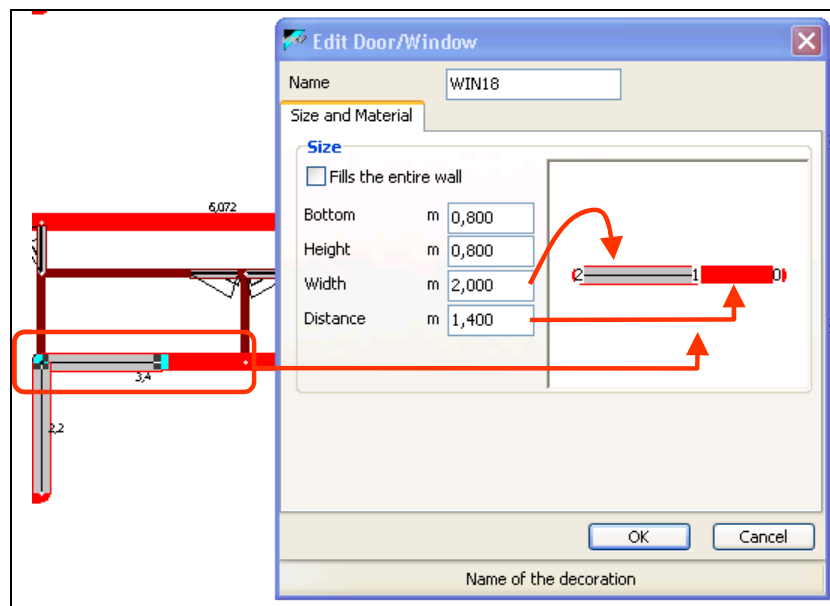 Edit Door/Window
Name WIN18
Size and Material
Size
Fills the entire wall
Bottom m 0,800
Height m 0,800
Width m 2,000
Distance m 1,400
2 1 0
6,072
3,4
2,2
OK Cancel
Name of the decoration